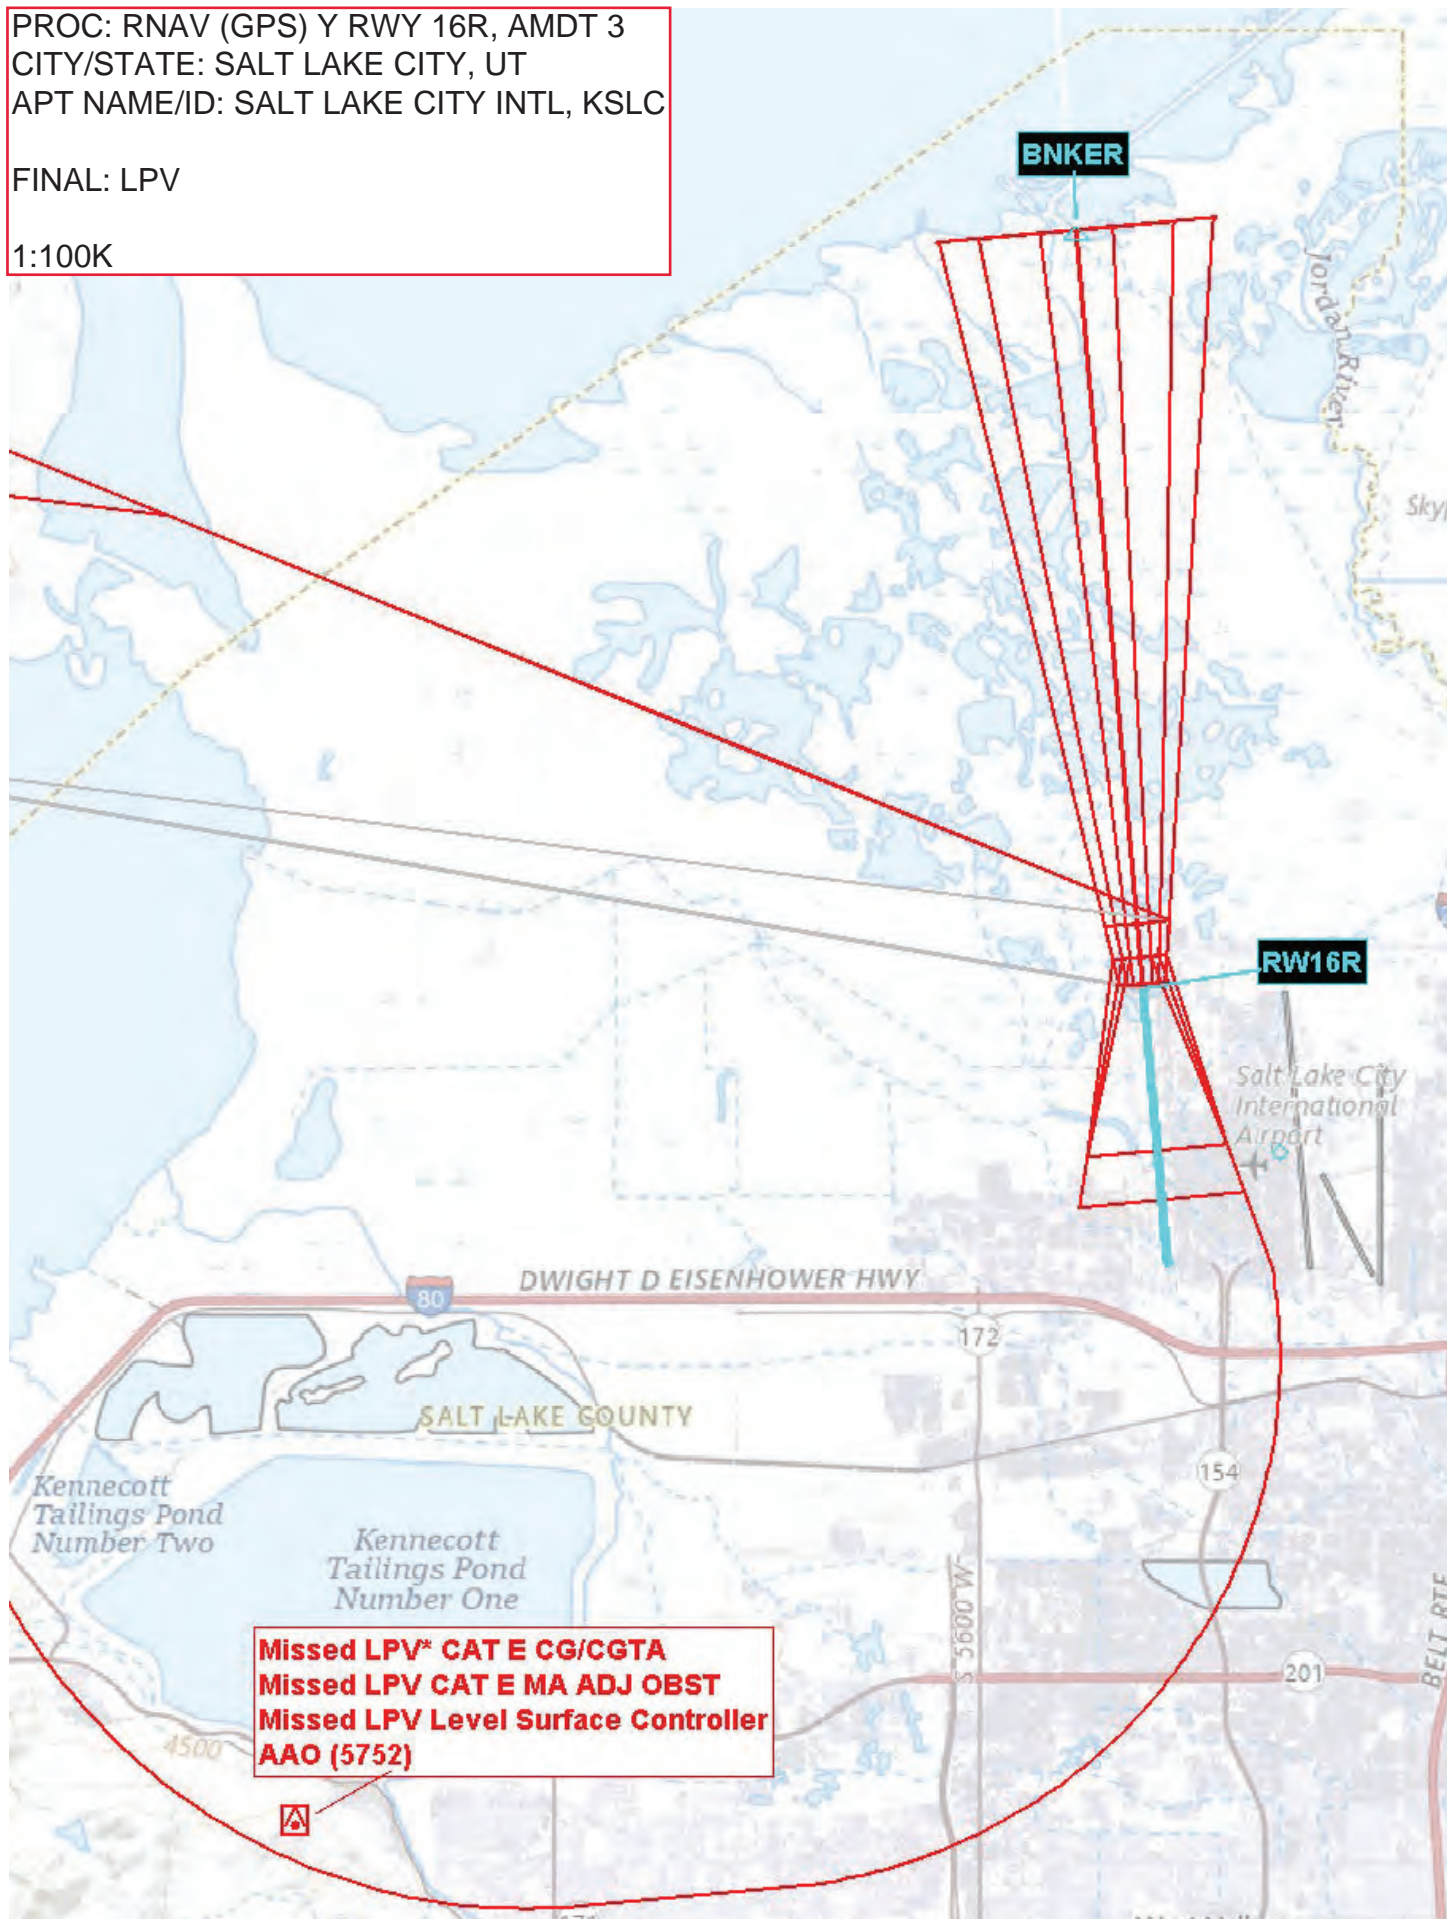 PROC: RNAV (GPS) Y RWY 16R, AMDT 3
CITY/STATE: SALT LAKE CITY, UT
APT NAME/ID: SALT LAKE CITY INTL, KSLC
FINAL: LPV
1:100K
BNKER
Jordan River
RW16R
Salt Lake City
International
Airport
DWIGHT D EISENHOWER HWY
80
172
SALT LAKE COUNTY
154
Kennecott
Tailings Pond
Number Two
Kennecott
Tailings Pond
Number One
S 5600 W
BELT RTE
201
Missed LPV* CAT E CG/CGTA
Missed LPV CAT E MA ADJ OBST
Missed LPV Level Surface Controller
AAO (5752)
4500